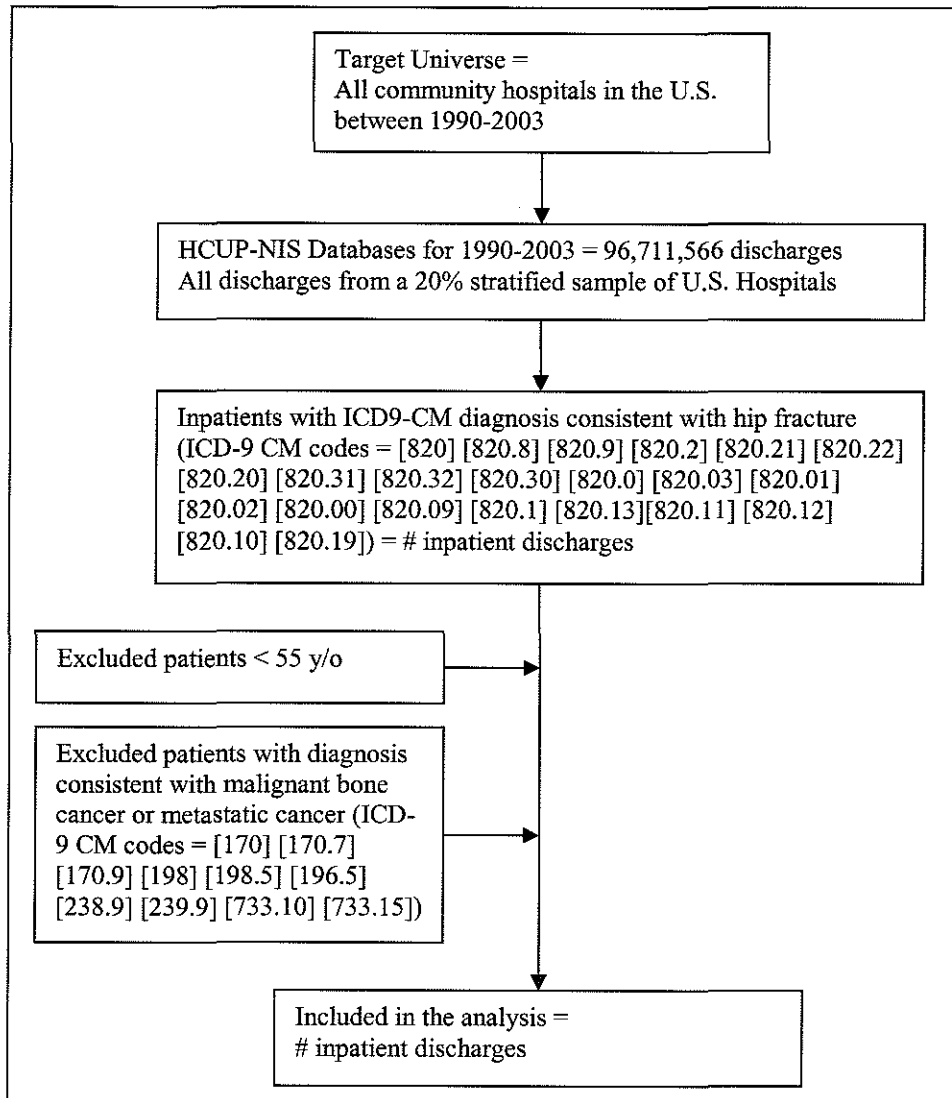 Target Universe =
All community hospitals in the U.S.
between 1990-2003
HCUP-NIS Databases for 1990-2003 = 96,711,566 discharges
All discharges from a 20% stratified sample of U.S. Hospitals
Inpatients with ICD9-CM diagnosis consistent with hip fracture
(ICD-9 CM codes = [820] [820.8] [820.9] [820.2] [820.21] [820.22]
[820.20] [820.31] [820.32] [820.30] [820.0] [820.03] [820.01]
[820.02] [820.00] [820.09] [820.1] [820.13][820.11] [820.12]
[820.10] [820.19]) = # inpatient discharges
Excluded patients < 55 y/o
Excluded patients with diagnosis
consistent with malignant bone
cancer or metastatic cancer (ICD-
9 CM codes = [170] [170.7]
[170.9] [198] [198.5] [196.5]
[238.9] [239.9] [733.10] [733.15])
Included in the analysis =
# inpatient discharges